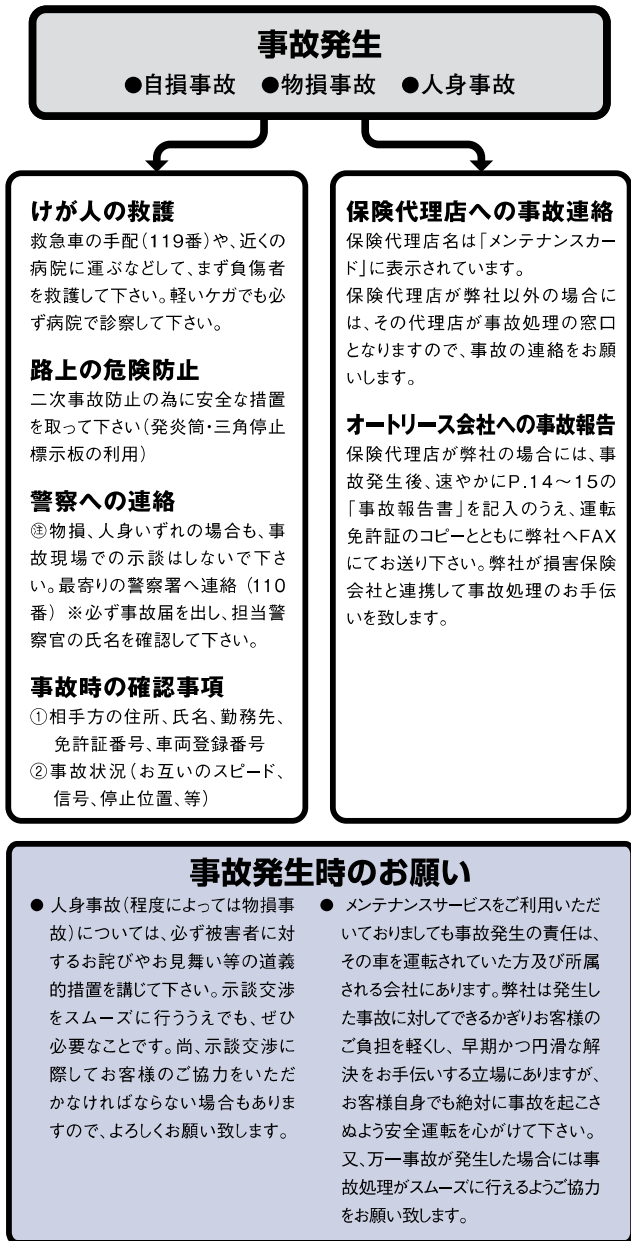 事故発生
●自損事故　●物損事故　●人身事故
けが人の救護
救急車の手配（119番）や、近くの
病院に運ぶなどして、まず負傷者
を救護して下さい。軽いケガでも必
ず病院で診察して下さい。
路上の危険防止
二次事故防止の為に安全な措置
を取って下さい（発炎筒・三角停止
標示板の利用）
警察への連絡
㊟物損、人身いずれの場合も、事
故現場での示談はしないで下さ
い。最寄りの警察署へ連絡（110
番）※必ず事故届を出し、担当警
察官の氏名を確認して下さい。
事故時の確認事項
①相手方の住所、氏名、勤務先、
免許証番号、車両登録番号
②事故状況（お互いのスピード、
信号、停止位置、等）
保険代理店への事故連絡
保険代理店名は「メンテナンスカー
ド」に表示されています。
保険代理店が弊社以外の場合に
は、その代理店が事故処理の窓口
となりますので、事故の連絡をお願
いします。
オートリース会社への事故報告
保険代理店が弊社の場合には、事
故発生後、速やかにP.14～15の
「事故報告書」を記入のうえ、運転
免許証のコピーとともに弊社へFAX
にてお送り下さい。弊社が損害保険
会社と連携して事故処理のお手伝
いを致します。
事故発生時のお願い
● 人身事故（程度によっては物損事
故）については、必ず被害者に対
するお詫びやお見舞い等の道義
的措置を講じて下さい。示談交渉
をスムーズに行ううえでも、ぜひ
必要なことです。尚、示談交渉に
際してお客様のご協力をいただ
かなければならない場合もありま
すので、よろしくお願い致します。
● メンテナンスサービスをご利用いただ
いておりましても事故発生の責任は、
その車を運転されていた方及び所属
される会社にあります。弊社は発生し
た事故に対してできるかぎりお客様の
ご負担を軽くし、早期かつ円滑な解
決をお手伝いする立場にありますが、
お客様自身でも絶対に事故を起こさ
ぬよう安全運転を心がけて下さい。
又、万一事故が発生した場合には事
故処理がスムーズに行えるようご協力
をお願い致します。